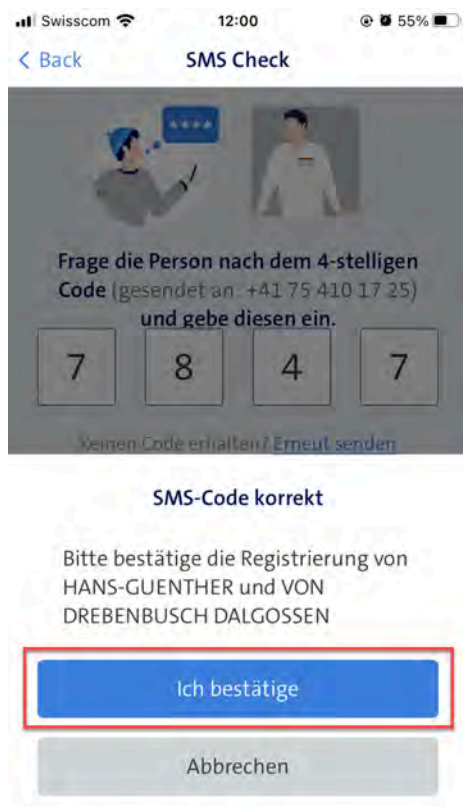 Swisscom 12:00 55%
Back SMS Check
****
Frage die Person nach dem 4-stelligen
Code (gesendet an: +41 75 410 17 25)
und gebe diesen ein.
7 8 4 7
Keinen Code erhalten? Erneut senden
SMS-Code korrekt
Bitte bestätige die Registrierung von
HANS-GUENTHER und VON
DREBENBUSCH DALGOSSEN
Ich bestätige
Abbrechen